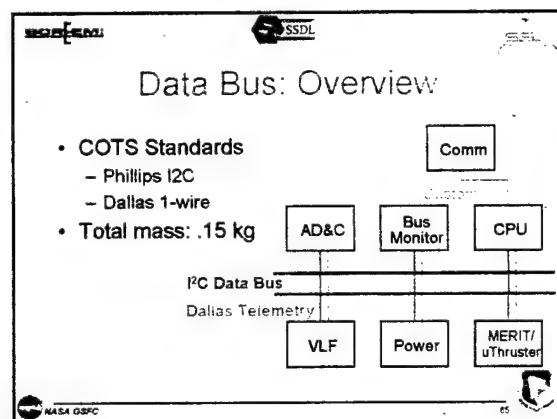 SSDL
Data Bus: Overview
• COTS Standards
– Phillips I2C
– Dallas 1-wire
• Total mass: .15 kg
Comm
AD&C
Bus Monitor
CPU
I²C Data Bus
Dallas Telemetry
VLF
Power
MERIT/
uThruster
NASA GSFC
65